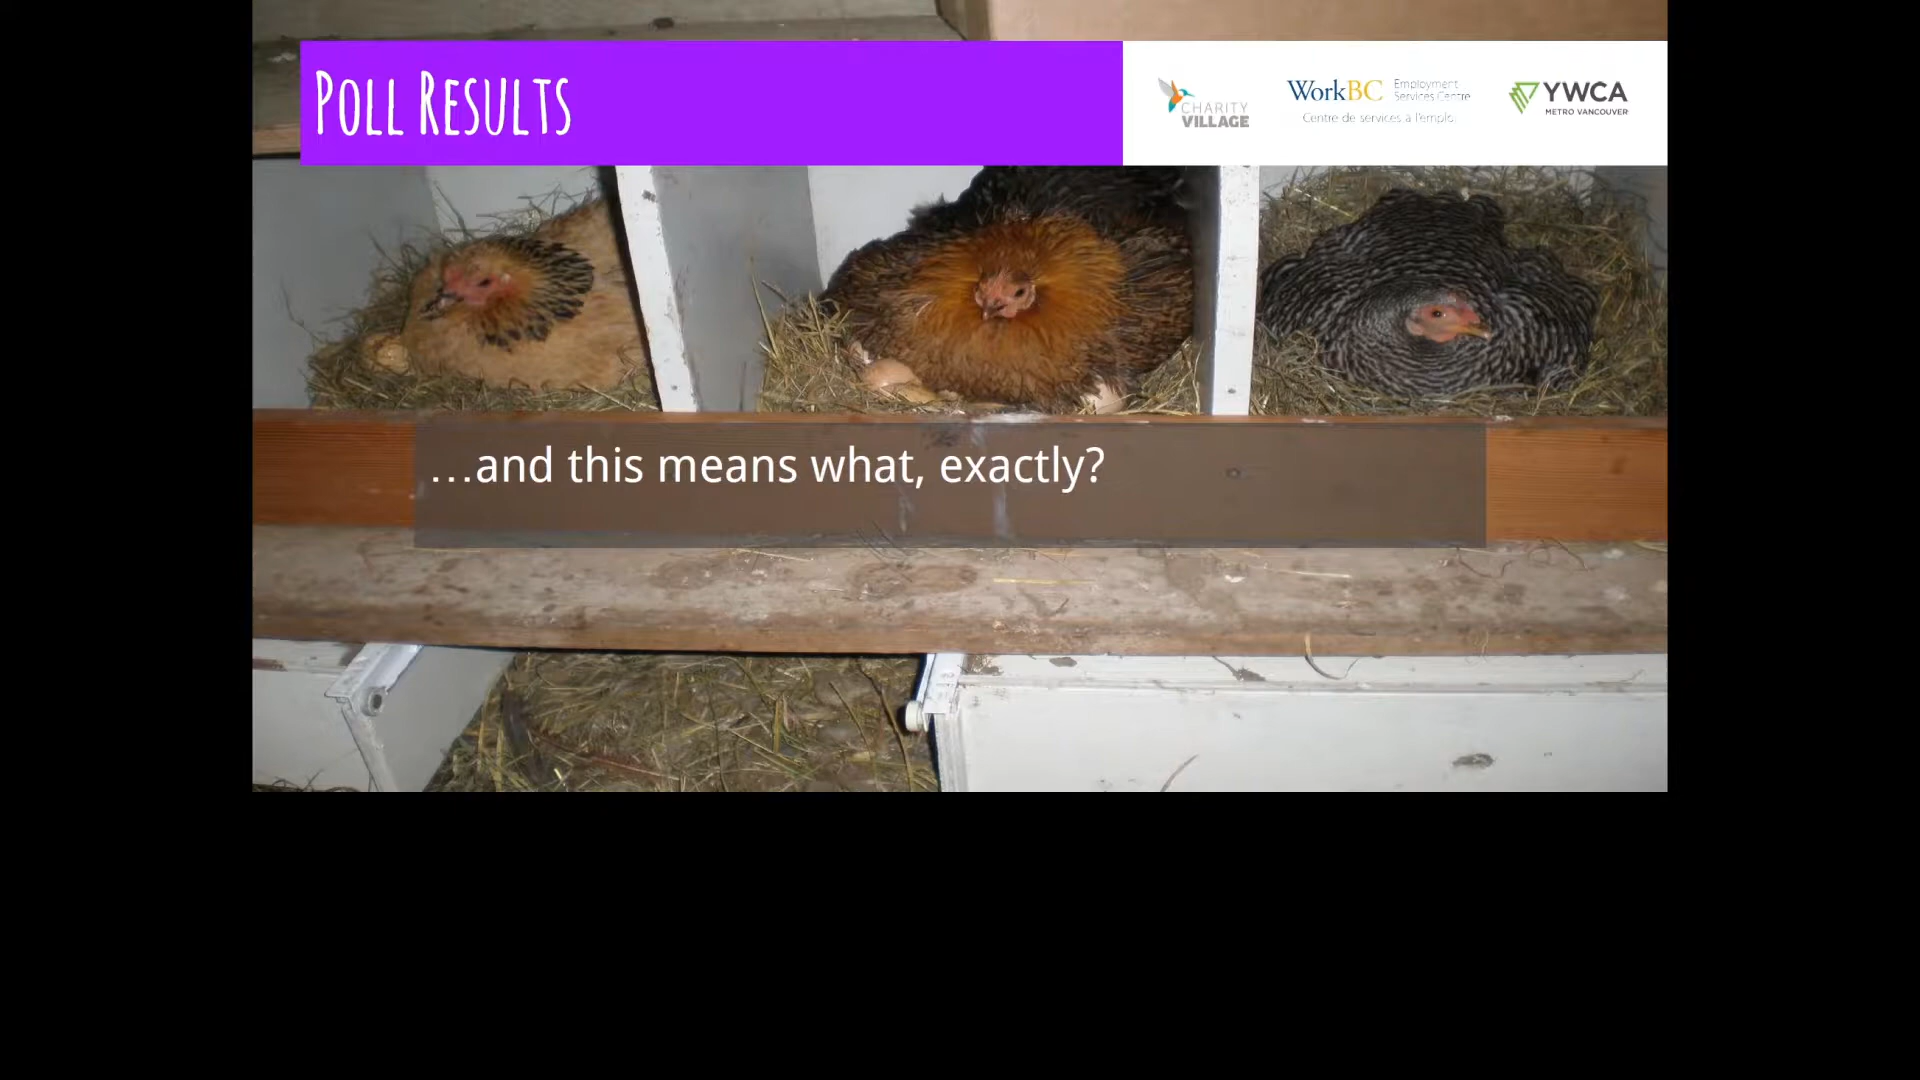 POLL RESULTS
CHARITY
VILLAGE
WorkBC Employment
Services Centre
Centre de services à l'emploi
YWCA
METRO VANCOUVER
…and this means what, exactly?